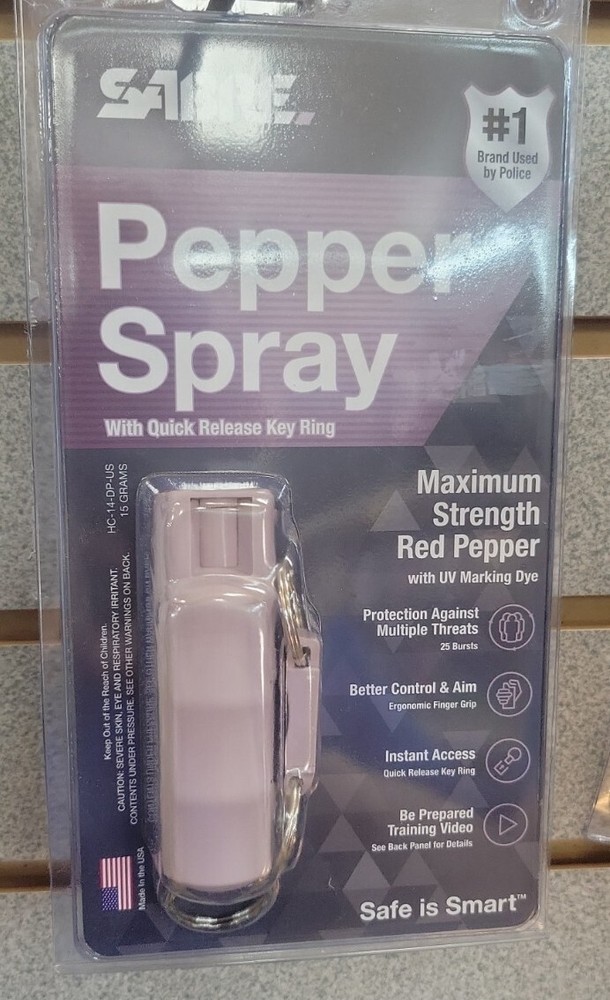 SABRE.
#1
Brand Used
by Police
Pepper
Spray
With Quick Release Key Ring
HC-14-DP-US
15 GRAMS
Maximum
Strength
Red Pepper
with UV Marking Dye
Protection Against
Multiple Threats
25 Bursts
Better Control & Aim
Ergonomic Finger Grip
Instant Access
Quick Release Key Ring
Be Prepared
Training Video
See Back Panel for Details
Keep Out of the Reach of Children.
CAUTION: SEVERE SKIN, EYE AND RESPIRATORY IRRITANT.
CONTENTS UNDER PRESSURE. SEE OTHER WARNINGS ON BACK.
Made in the USA
Safe is Smart™